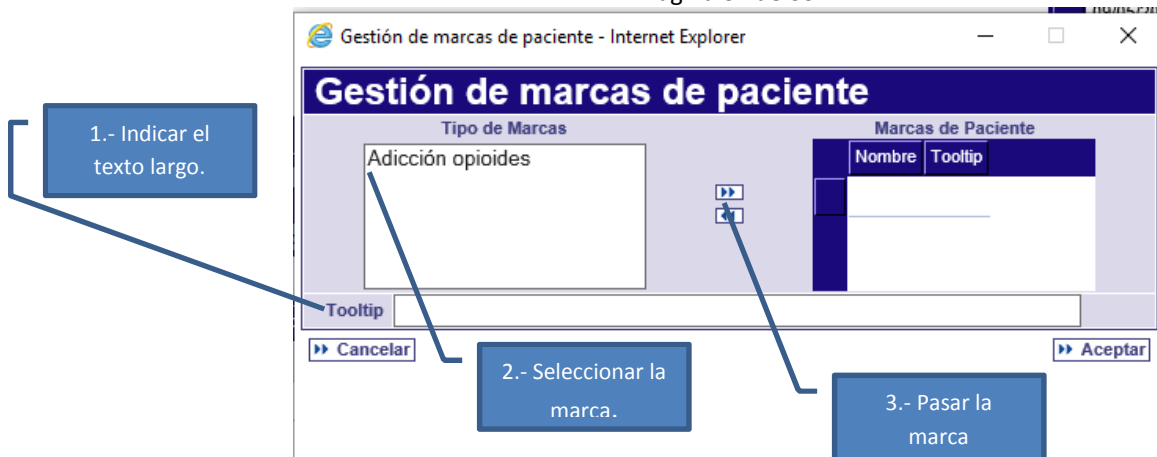 Gestión de marcas de paciente - Internet Explorer
Gestión de marcas de paciente
Tipo de Marcas
Marcas de Paciente
1.- Indicar el
texto largo.
Adicción opioides
Nombre Tooltip
Tooltip
Cancelar
Aceptar
2.- Seleccionar la
marca.
3.- Pasar la
marca